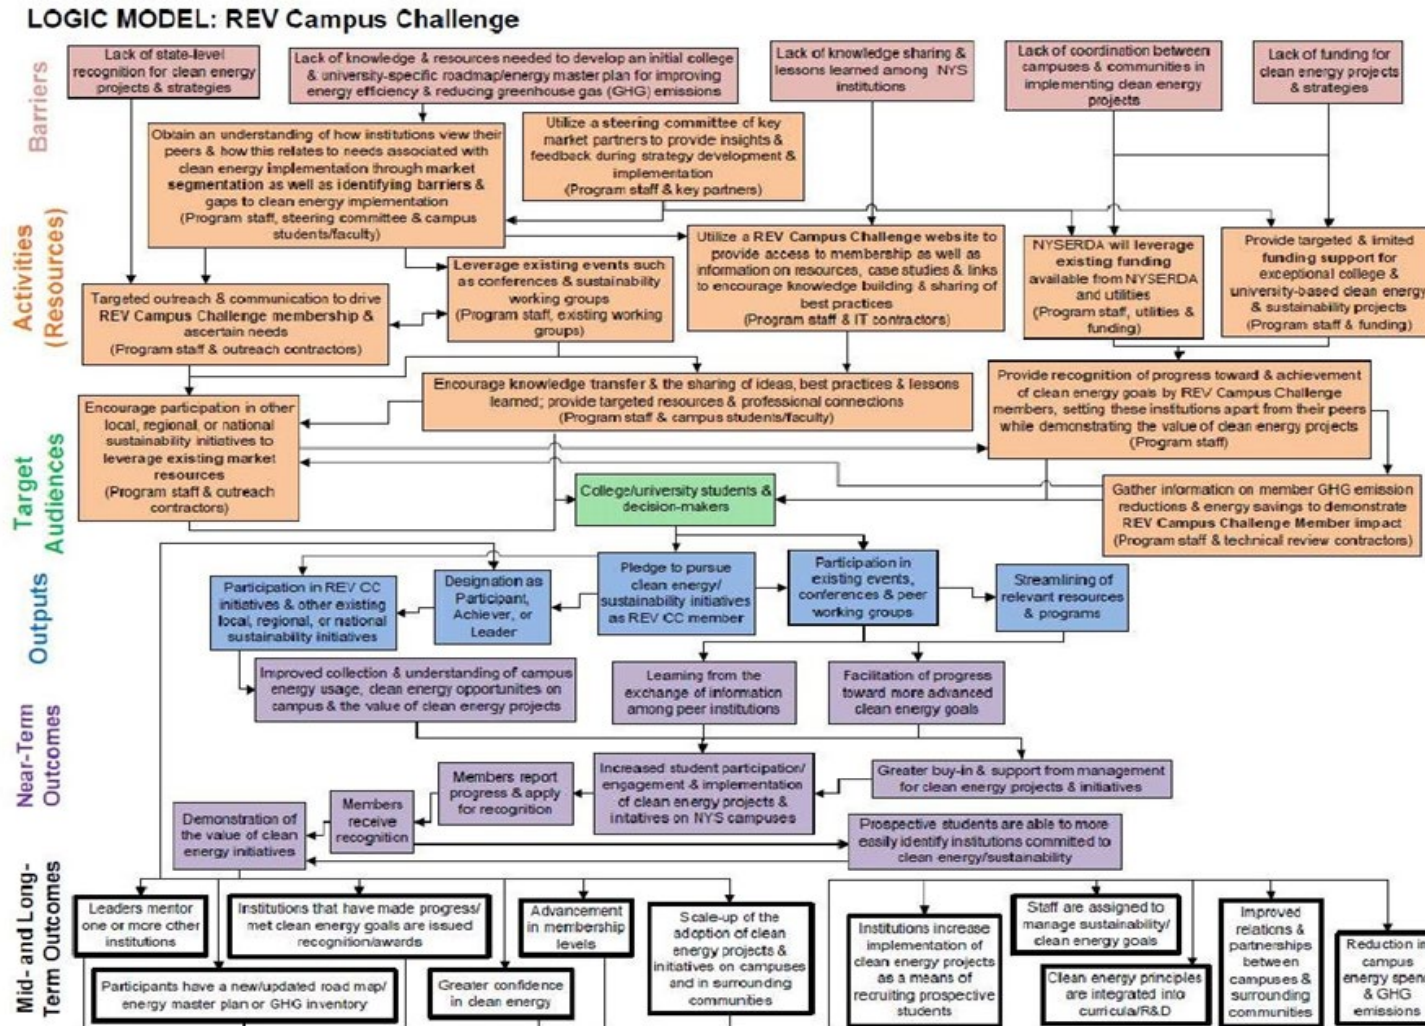 LOGIC MODEL: REV Campus Challenge
Barriers
Lack of state-level
recognition for clean energy
projects & strategies
Lack of knowledge & resources needed to develop an initial college
& university-specific roadmap/energy master plan for improving
energy efficiency & reducing greenhouse gas (GHG) emissions
Lack of knowledge sharing &
lessons learned among NYS
institutions
Lack of coordination between
campuses & communities in
implementing clean energy
projects
Lack of funding for
clean energy projects
& strategies
Activities
(Resources)
Obtain an understanding of how institutions view their
peers & how this relates to needs associated with
clean energy implementation through market
segmentation as well as identifying barriers &
gaps to clean energy implementation
(Program staff, steering committee & campus
students/faculty)
Utilize a steering committee of key
market partners to provide insights &
feedback during strategy development &
implementation
(Program staff & key partners)
Targeted outreach & communication to drive
REV Campus Challenge membership &
ascertain needs
(Program staff & outreach contractors)
Leverage existing events such
as conferences & sustainability
working groups
(Program staff, existing working
groups)
Utilize a REV Campus Challenge website to
provide access to membership as well as
information on resources, case studies & links
to encourage knowledge building & sharing of
best practices
(Program staff & IT contractors)
NYSERDA will leverage
existing funding
available from NYSERDA
and utilities
(Program staff, utilities &
funding)
Provide targeted & limited
funding support for
exceptional college &
university-based clean energy
& sustainability projects
(Program staff & funding)
Encourage knowledge transfer & the sharing of ideas, best practices & lessons
learned; provide targeted resources & professional connections
(Program staff & campus students/faculty)
Provide recognition of progress toward & achievement
of clean energy goals by REV Campus Challenge
members, setting these institutions apart from their peers
while demonstrating the value of clean energy projects
(Program staff)
Encourage participation in other
local, regional, or national
sustainability initiatives to
leverage existing market
resources
(Program staff & outreach
contractors)
Gather information on member GHG emission
reductions & energy savings to demonstrate
REV Campus Challenge Member impact
(Program staff & technical review contractors)
Target
Audiences
College/university students &
decision-makers
Outputs
Participation in REV CC
initiatives & other existing
local, regional, or national
sustainability initiatives
Designation as
Participant,
Achiever, or
Leader
Pledge to pursue
clean energy/
sustainability initiatives
as REV CC member
Participation in
existing events,
conferences & peer
working groups
Streamlining of
relevant resources
& programs
Near-Term
Outcomes
Improved collection & understanding of campus
energy usage, clean energy opportunities on
campus & the value of clean energy projects
Learning from the
exchange of information
among peer institutions
Facilitation of progress
toward more advanced
clean energy goals
Increased student participation/
engagement & implementation
of clean energy projects &
intiatives on NYS campuses
Greater buy-in & support from management
for clean energy projects & initiatives
Members report
progress & apply
for recognition
Members
receive
recognition
Demonstration of
the value of clean
energy initiatives
Prospective students are able to more
easily identify institutions committed to
clean energy/sustainability
Mid- and Long-
Term Outcomes
Leaders mentor
one or more other
institutions
Institutions that have made progress/
met clean energy goals are issued
recognition/awards
Advancement
in membership
levels
Scale-up of the
adoption of clean
energy projects &
initiatives on campuses
and in surrounding
communities
Participants have a new/updated road map/
energy master plan or GHG inventory
Greater confidence
in clean energy
Institutions increase
implementation of
clean energy projects
as a means of
recruiting prospective
students
Staff are assigned to
manage sustainability/
clean energy goals
Clean energy principles
are integrated into
curricula/R&D
Improved
relations &
partnerships
between
campuses &
surrounding
communities
Reduction in
campus
energy spend
& GHG
emissions